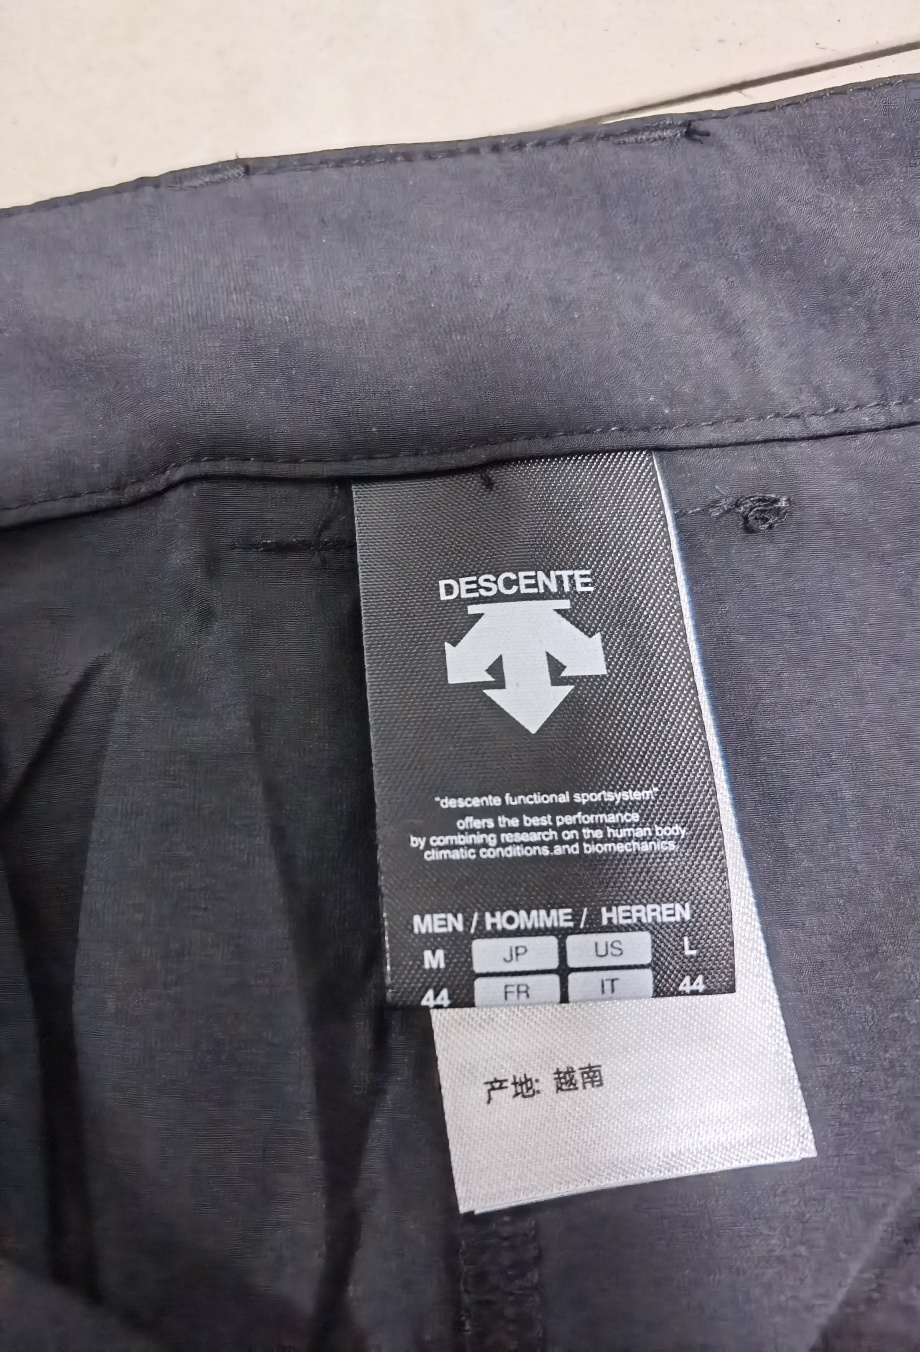 DESCENTE
"descente functional sportsystem"
offers the best performance
by combining research on the human body
climatic conditions.and biomechanics.
MEN / HOMME / HERREN
M JP US L
44 FR IT 44
产地: 越南